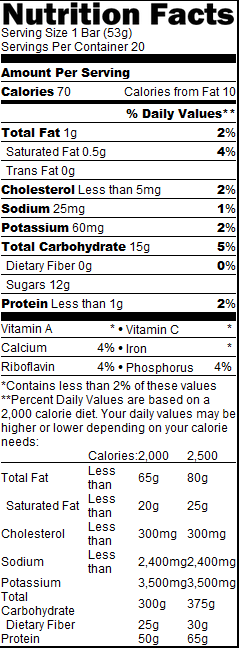 Nutrition Facts
Serving Size 1 Bar (53g)
Servings Per Container 20
Amount Per Serving
Calories 70 Calories from Fat 10
% Daily Values**
Total Fat 1g 2%
Saturated Fat 0.5g 4%
Trans Fat 0g
Cholesterol Less than 5mg 2%
Sodium 25mg 1%
Potassium 60mg 2%
Total Carbohydrate 15g 5%
Dietary Fiber 0g 0%
Sugars 12g
Protein Less than 1g 2%
Vitamin A * • Vitamin C *
Calcium 4% • Iron *
Riboflavin 4% • Phosphorus 4%
*Contains less than 2% of these values
**Percent Daily Values are based on a
2,000 calorie diet. Your daily values may be
higher or lower depending on your calorie
needs:
Calories: 2,000 2,500
Total Fat Less than 65g 80g
Saturated Fat Less than 20g 25g
Cholesterol Less than 300mg 300mg
Sodium Less than 2,400mg 2,400mg
Potassium 3,500mg 3,500mg
Total
Carbohydrate 300g 375g
Dietary Fiber 25g 30g
Protein 50g 65g